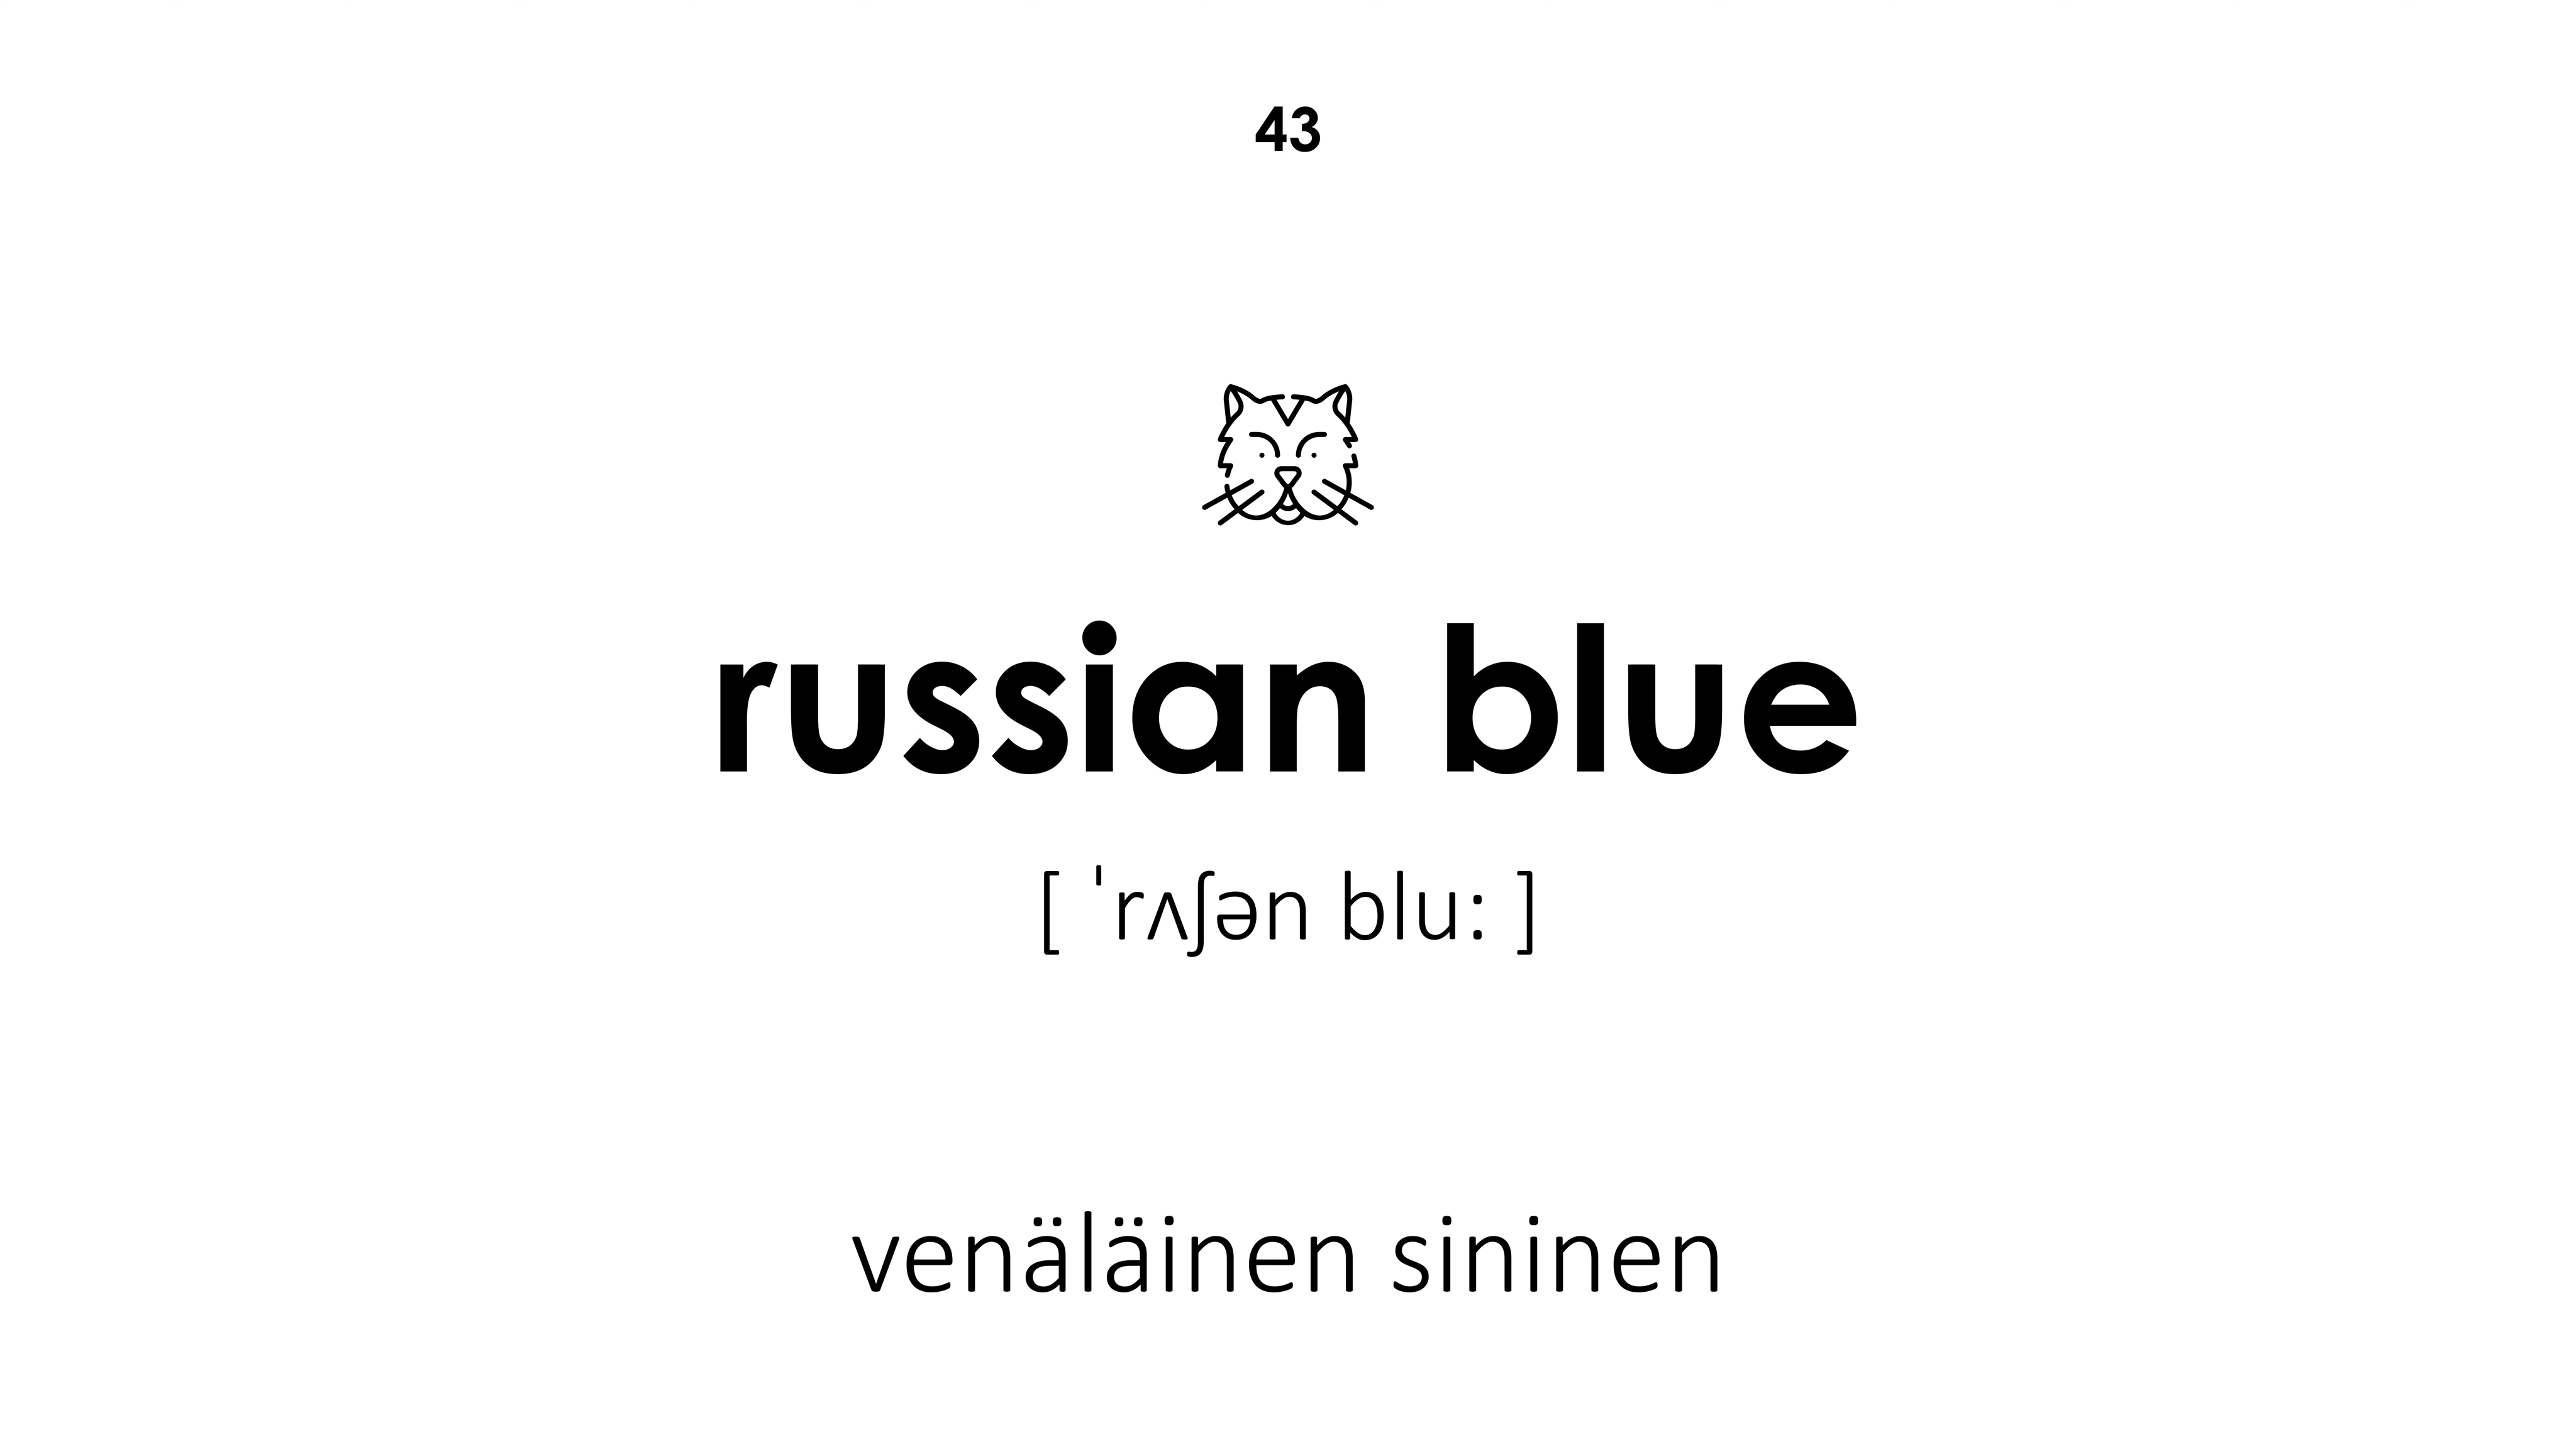 43
russian blue
[ ˈrʌʃən bluː ]
venäläinen sininen